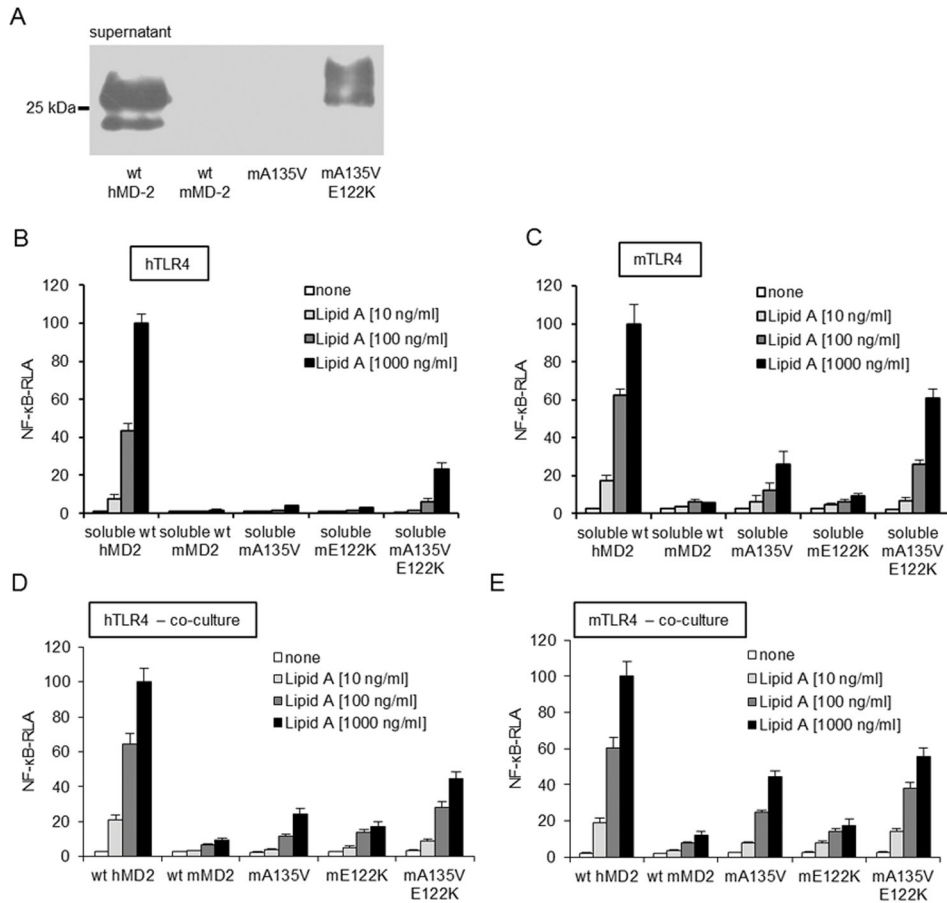 A
supernatant
25 kDa
wt hMD-2
wt mMD-2
mA135V
mA135V E122K
B
hTLR4
NF-κB-RLA
120
100
80
60
40
20
0
none
Lipid A [10 ng/ml]
Lipid A [100 ng/ml]
Lipid A [1000 ng/ml]
soluble wt hMD2
soluble wt mMD2
soluble mA135V
soluble mE122K
soluble mA135V E122K
C
mTLR4
NF-κB-RLA
120
100
80
60
40
20
0
none
Lipid A [10 ng/ml]
Lipid A [100 ng/ml]
Lipid A [1000 ng/ml]
soluble wt hMD2
soluble wt mMD2
soluble mA135V
soluble mE122K
soluble mA135V E122K
D
hTLR4 – co-culture
NF-κB-RLA
120
100
80
60
40
20
0
none
Lipid A [10 ng/ml]
Lipid A [100 ng/ml]
Lipid A [1000 ng/ml]
wt hMD2
wt mMD2
mA135V
mE122K
mA135V E122K
E
mTLR4 – co-culture
NF-κB-RLA
120
100
80
60
40
20
0
none
Lipid A [10 ng/ml]
Lipid A [100 ng/ml]
Lipid A [1000 ng/ml]
wt hMD2
wt mMD2
mA135V
mE122K
mA135V E122K